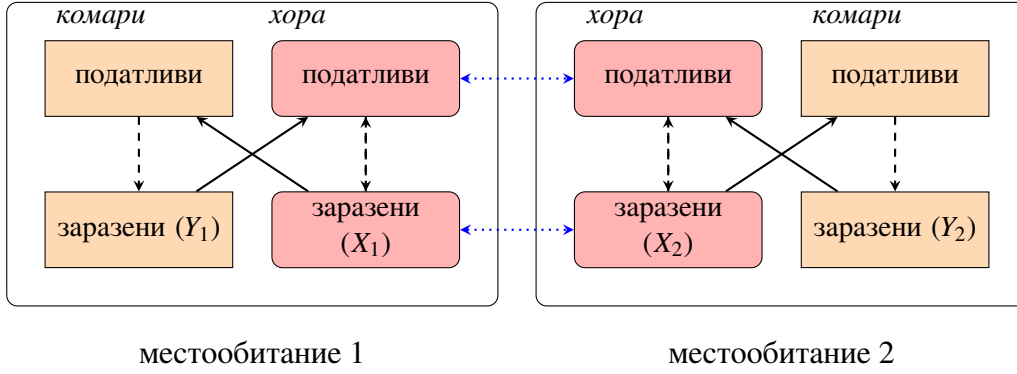 комари хора хора комари
податливи податливи податливи податливи
заразени (Y₁) заразени (X₁) заразени (X₂) заразени (Y₂)
местообитание 1 местообитание 2